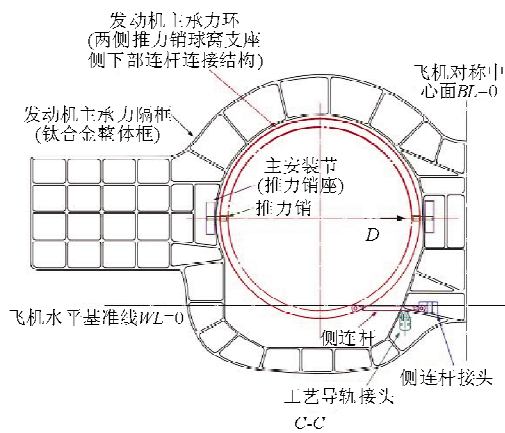 发动机主承力环
(两侧推力销球窝支座
侧下部连杆连接结构)
飞机对称中
心面BL=0
发动机主承力隔框
(钛合金整体框)
主安装节
(推力销座)
推力销
D
飞机水平基准线WL=0
侧连杆
侧连杆接头
工艺导轨接头
C-C